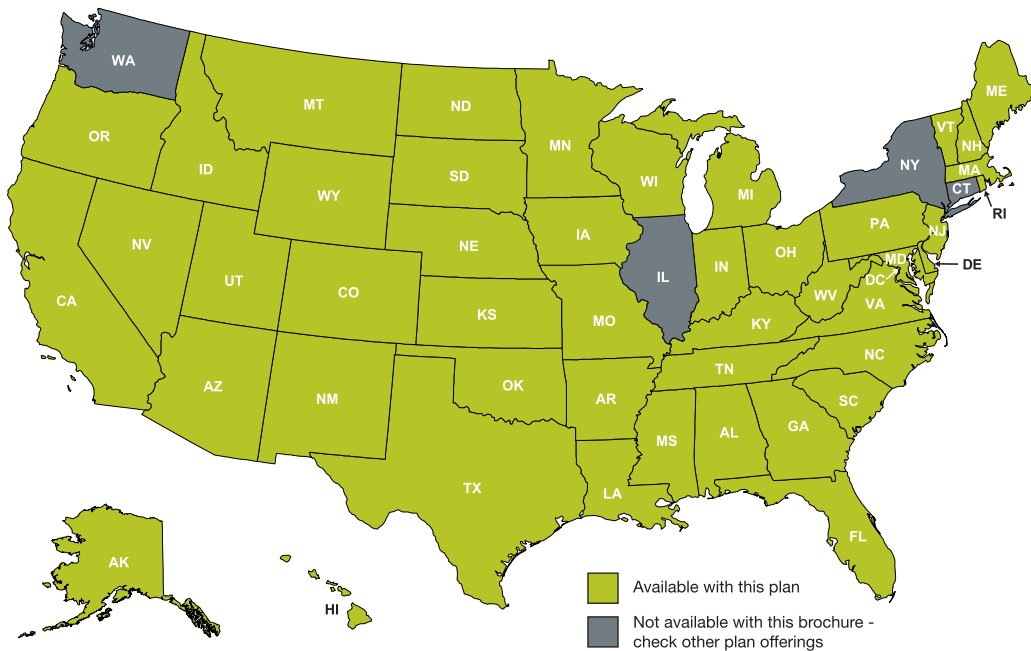 WA
MT
ND
MN
ME
VT
NH
OR
ID
SD
WI
MI
NY
MA
CT
RI
WY
IA
NE
PA
NJ
NV
UT
CO
IL
IN
OH
MD
DE
DC
WV
VA
CA
KS
MO
KY
NC
TN
AZ
NM
OK
AR
SC
MS
AL
GA
TX
LA
FL
AK
HI
Available with this plan
Not available with this brochure -
check other plan offerings